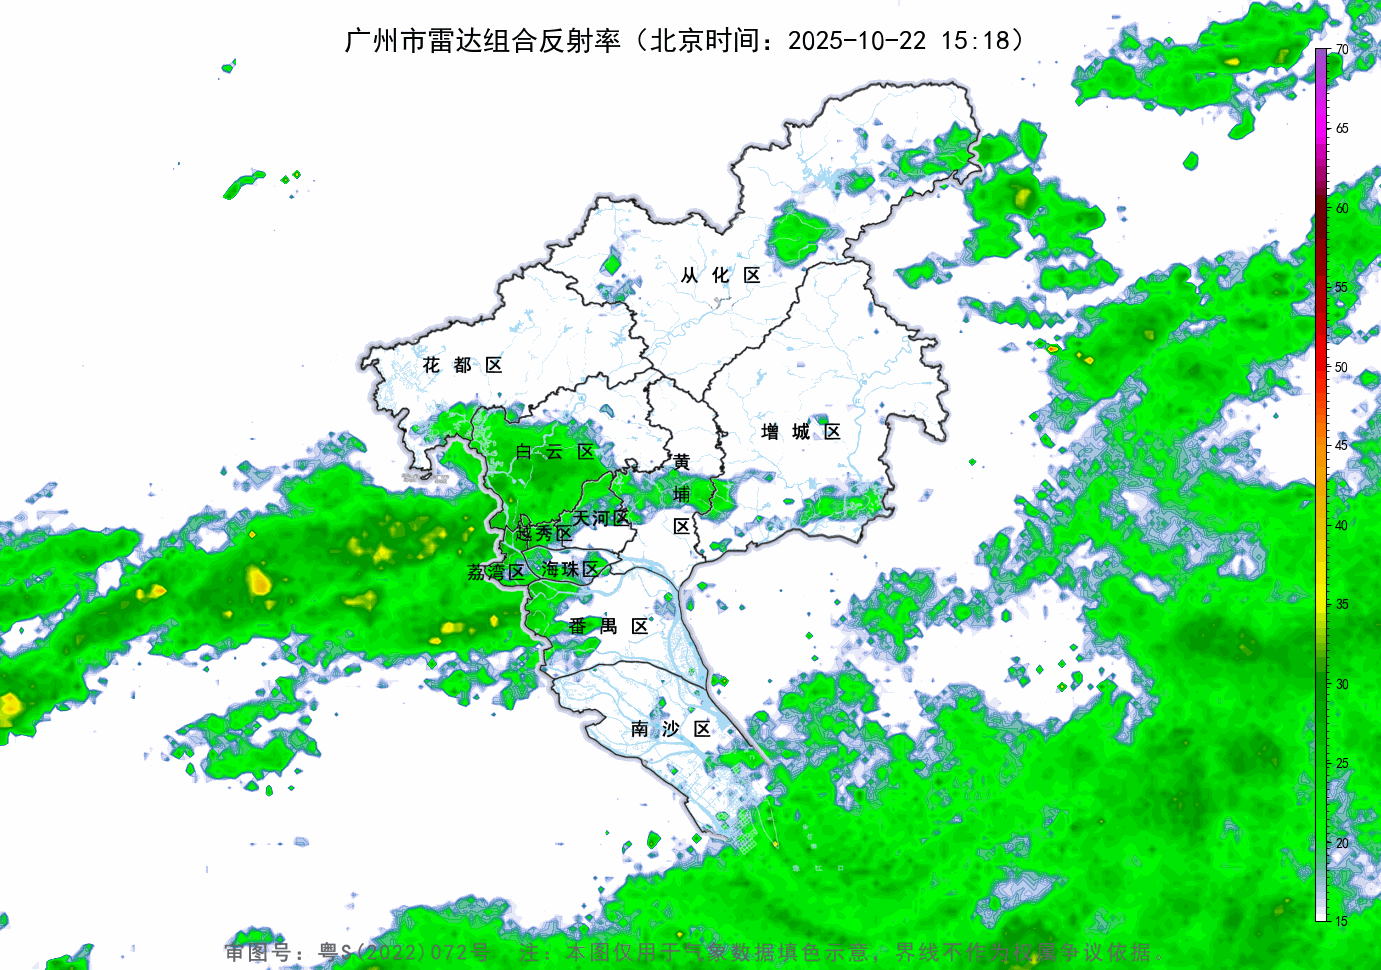 广州市雷达组合反射率（北京时间：2025-10-22 15:18）
70
65
60
55
50
45
40
35
30
25
20
15
从化区
花都区
增城区
白云区
黄埔区
天河区
越秀区
荔湾区
海珠区
番禺区
南沙区
审图号：粤S(2022)072号 注：本图仅用于气象数据填色示意，界线不作为权属争议依据。